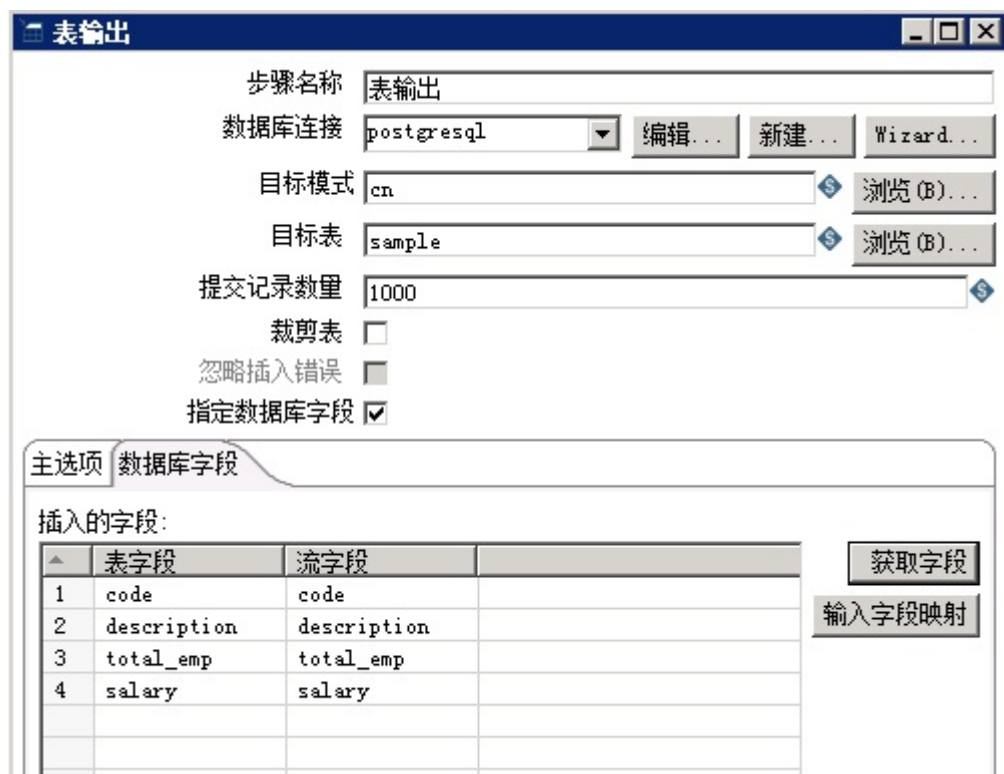 表输出
步骤名称 表输出
数据库连接 postgresql 编辑... 新建... Wizard...
目标模式 cn 浏览(B)...
目标表 sample 浏览(B)...
提交记录数量 1000
裁剪表
忽略插入错误
指定数据库字段
主选项 数据库字段
插入的字段:
表字段 流字段 获取字段
1 code code
输入字段映射
2 description description
3 total_emp total_emp
4 salary salary